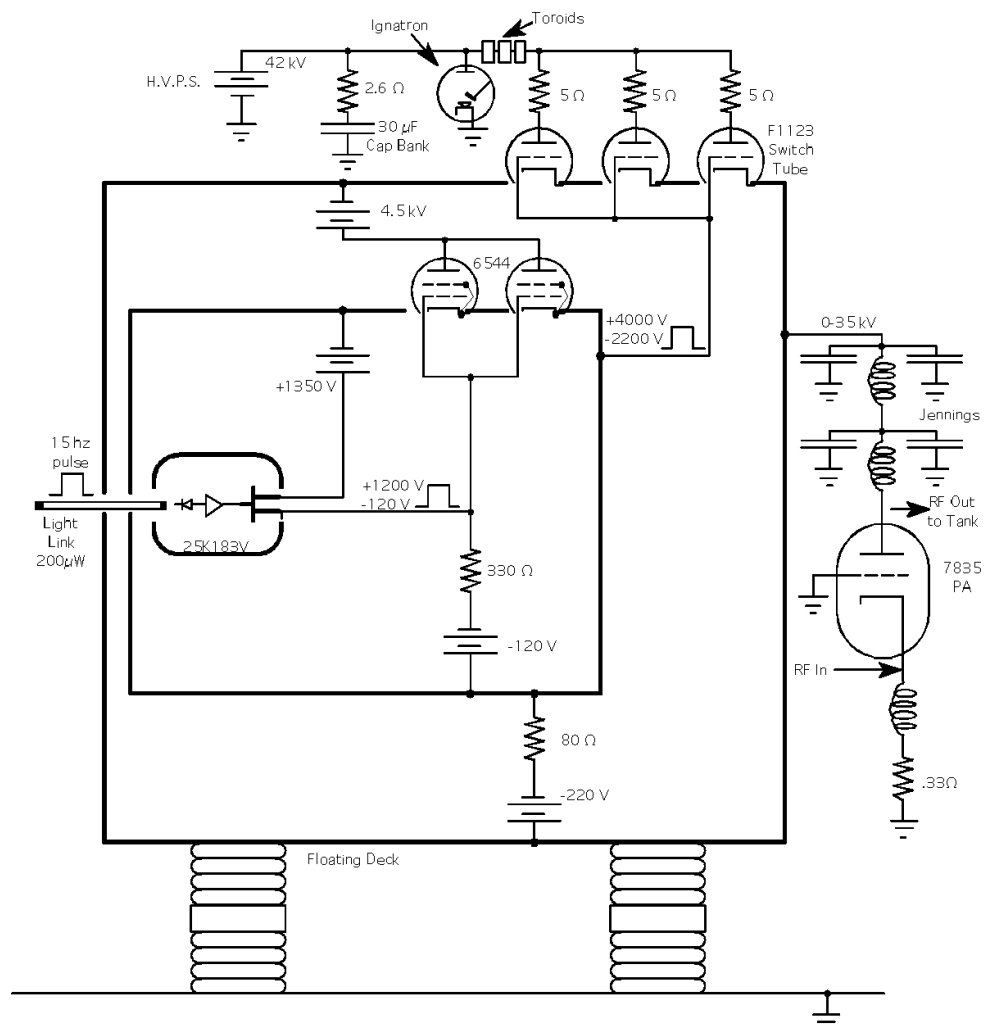 Ignatron
Toroids
H.V.P.S.
42 kV
2.6 Ω
30 µF
Cap Bank
5 Ω
5 Ω
5 Ω
F1123
Switch
Tube
4.5 kV
6544
+4000 V
-2200 V
0-35 kV
+1350 V
Jennings
15 hz
pulse
+1200 V
-120 V
RF Out
to Tank
Light
Link
200µW
25K183V
330 Ω
7835
PA
-120 V
RF In
80 Ω
.33Ω
-220 V
Floating Deck